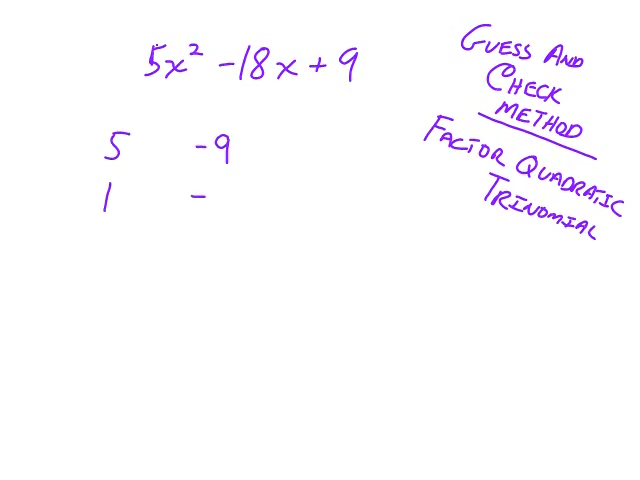 5x² -18x + 9
5 -9
1 -
GUESS AND
CHECK
METHOD
FACTOR QUADRATIC
TRINOMIAL